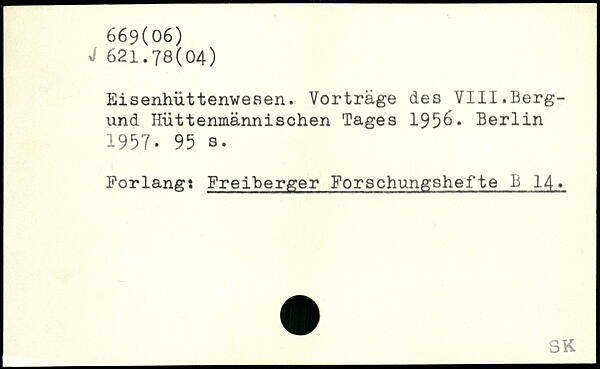 669(06)
√ 621.78(04)
Eisenhüttenwesen. Vorträge des VIII.Berg-
und Hüttenmännischen Tages 1956. Berlin
1957. 95 s.
Forlang: Freiberger Forschungshefte B 14.
SK